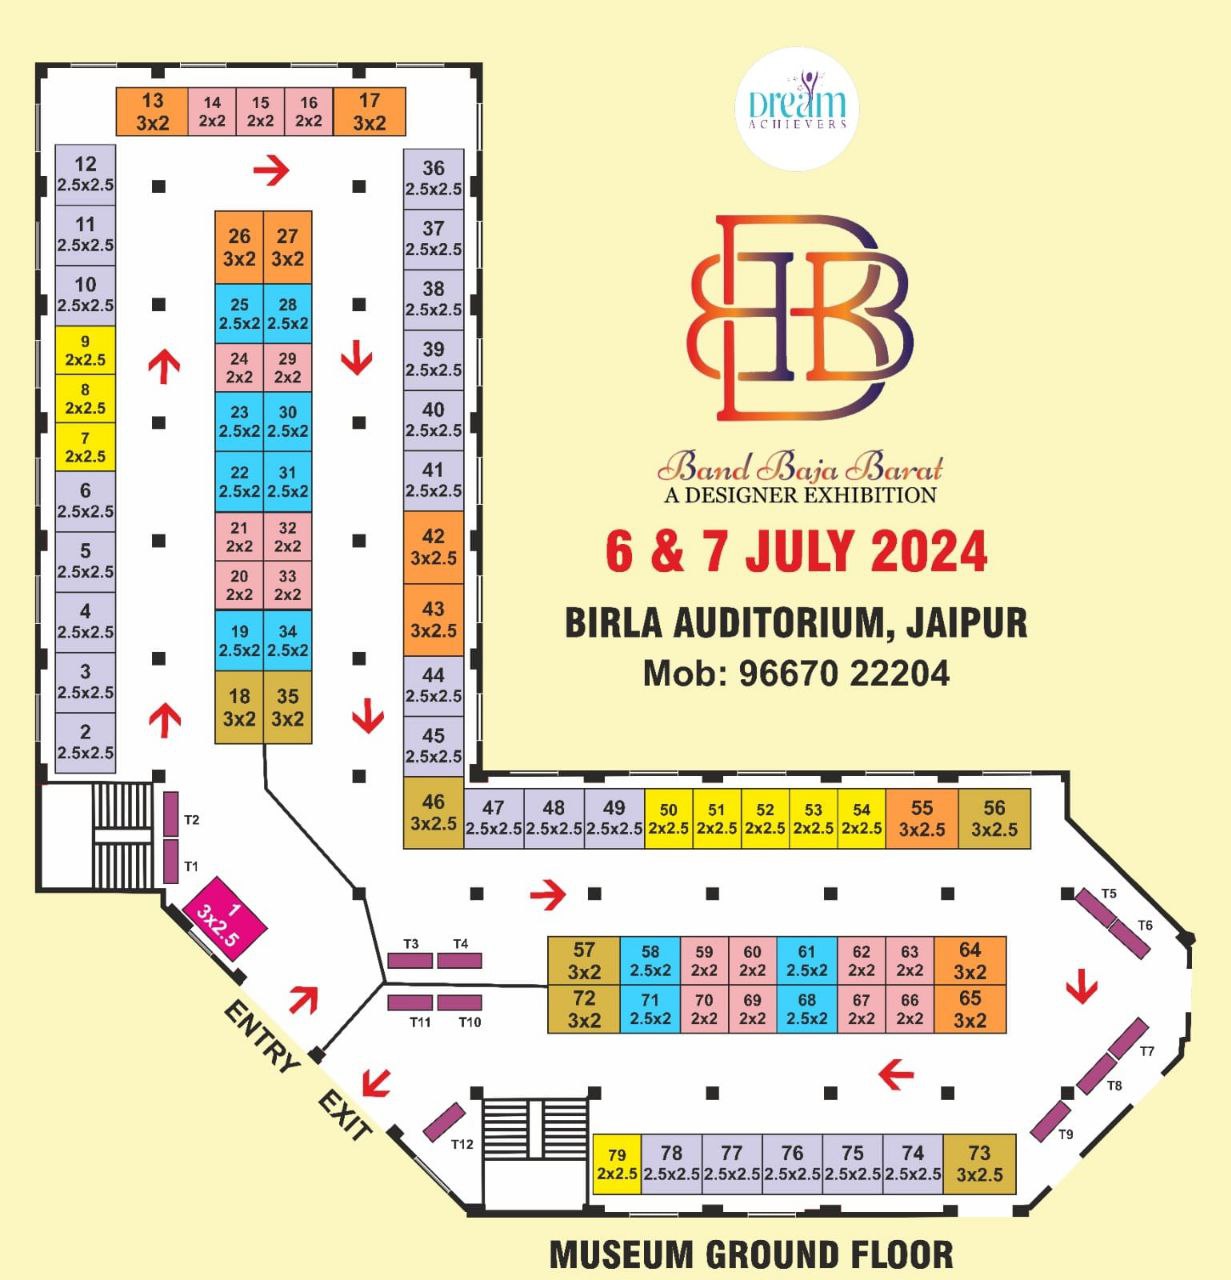 Dream
ACHIEVERS
BBB
Band Baja Barat
A DESIGNER EXHIBITION
6 & 7 JULY 2024
BIRLA AUDITORIUM, JAIPUR
Mob: 96670 22204
13
3x2
14
2x2
15
2x2
16
2x2
17
3x2
12
2.5x2.5
11
2.5x2.5
10
2.5x2.5
9
2x2.5
8
2x2.5
7
2x2.5
6
2.5x2.5
5
2.5x2.5
4
2.5x2.5
3
2.5x2.5
2
2.5x2.5
26
3x2
27
3x2
25
2.5x2
28
2.5x2
24
2x2
29
2x2
23
2.5x2
30
2.5x2
22
2.5x2
31
2.5x2
21
2x2
32
2x2
20
2x2
33
2x2
19
2.5x2
34
2.5x2
18
3x2
35
3x2
36
2.5x2.5
37
2.5x2.5
38
2.5x2.5
39
2.5x2.5
40
2.5x2.5
41
2.5x2.5
42
3x2.5
43
3x2.5
44
2.5x2.5
45
2.5x2.5
46
3x2.5
47
2.5x2.5
48
2.5x2.5
49
2.5x2.5
50
2x2.5
51
2x2.5
52
2x2.5
53
2x2.5
54
2x2.5
55
3x2.5
56
3x2.5
T2
T1
1
3x2.5
T3
T4
T11
T10
T5
T6
57
3x2
58
2.5x2
59
2x2
60
2x2
61
2.5x2
62
2x2
63
2x2
64
3x2
72
3x2
71
2.5x2
70
2x2
69
2x2
68
2.5x2
67
2x2
66
2x2
65
3x2
ENTRY
EXIT
T7
T8
T9
T12
79
2x2.5
78
2.5x2.5
77
2.5x2.5
76
2.5x2.5
75
2.5x2.5
74
2.5x2.5
73
3x2.5
MUSEUM GROUND FLOOR